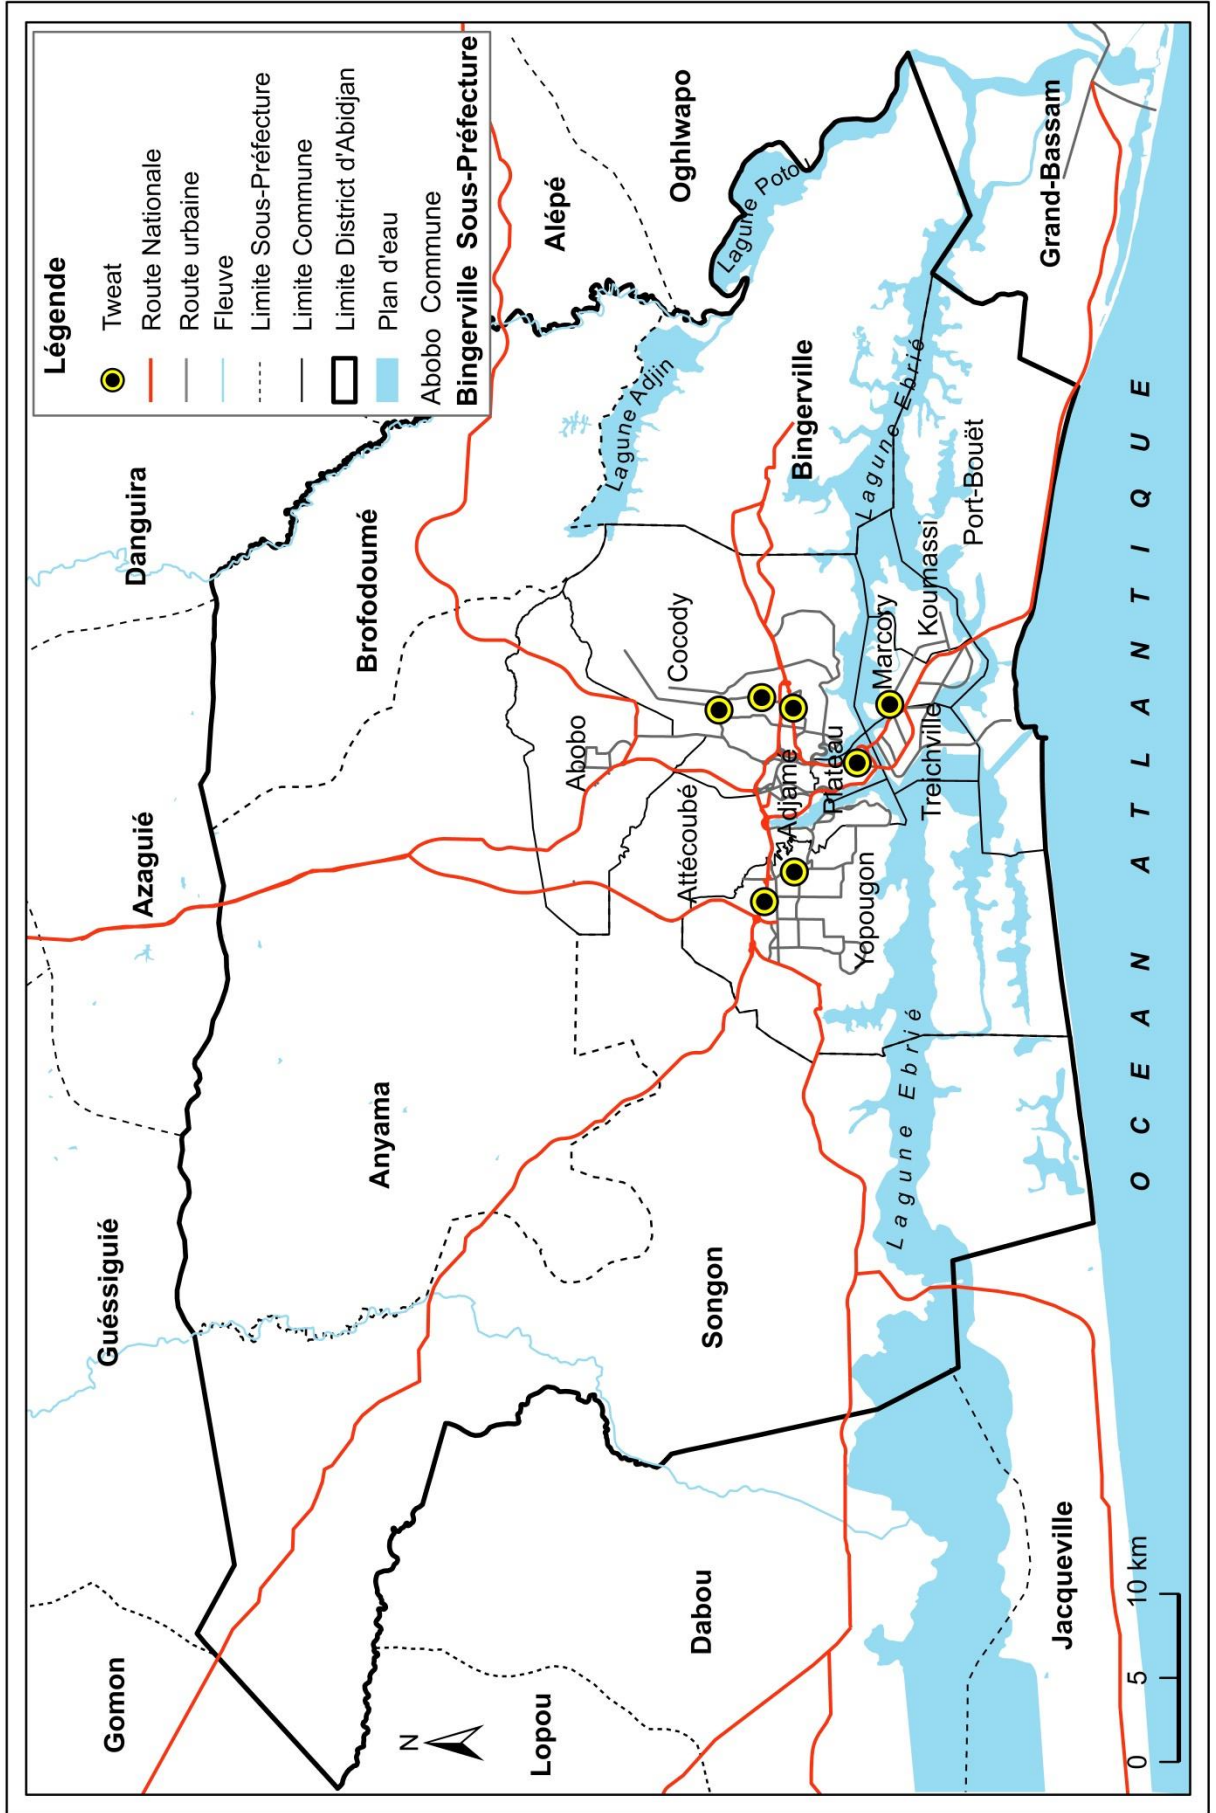 Légende
Tweat
Route Nationale
Route urbaine
Fleuve
Limite Sous-Préfecture
Limite Commune
Limite District d'Abidjan
Plan d'eau
Abobo Commune
Bingerville Sous-Préfecture
Gomon
Guéssiguié
Azaguié
Danguira
Brofodoumé
Anyama
Alépé
Oghlwapo
Lopou
N
Dabou
Songon
Attécoubé
Abobo
Cocody
Lagune Adjin
Lagune Poto
Adjamé
Plateau
Yopougon
Bingerville
Lagune Ebrié
Lagune Ebrié
Treichville
Marcory
Koumassi
Port-Bouët
Grand-Bassam
Jacqueville
OCEAN ATLANTIQUE
0 5 10 km